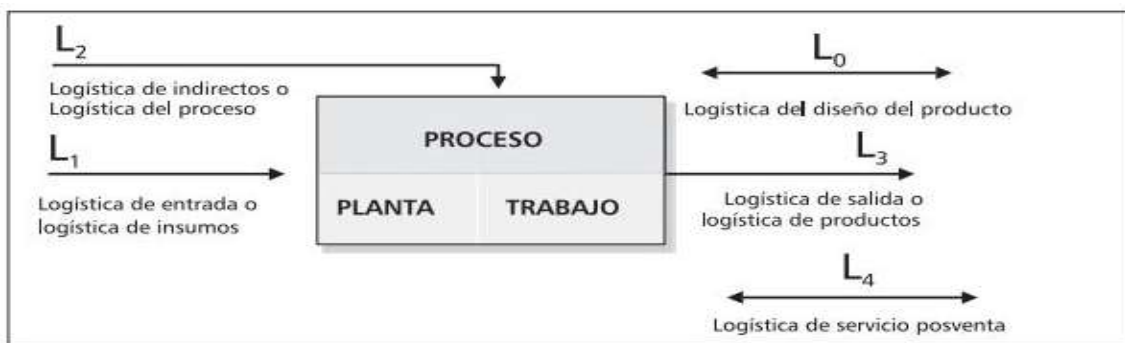 L2
Logística de indirectos o
Logística del proceso
L1
Logística de entrada o
logística de insumos
PROCESO
PLANTA TRABAJO
L0
Logística del diseño del producto
L3
Logística de salida o
logística de productos
L4
Logística de servicio posventa